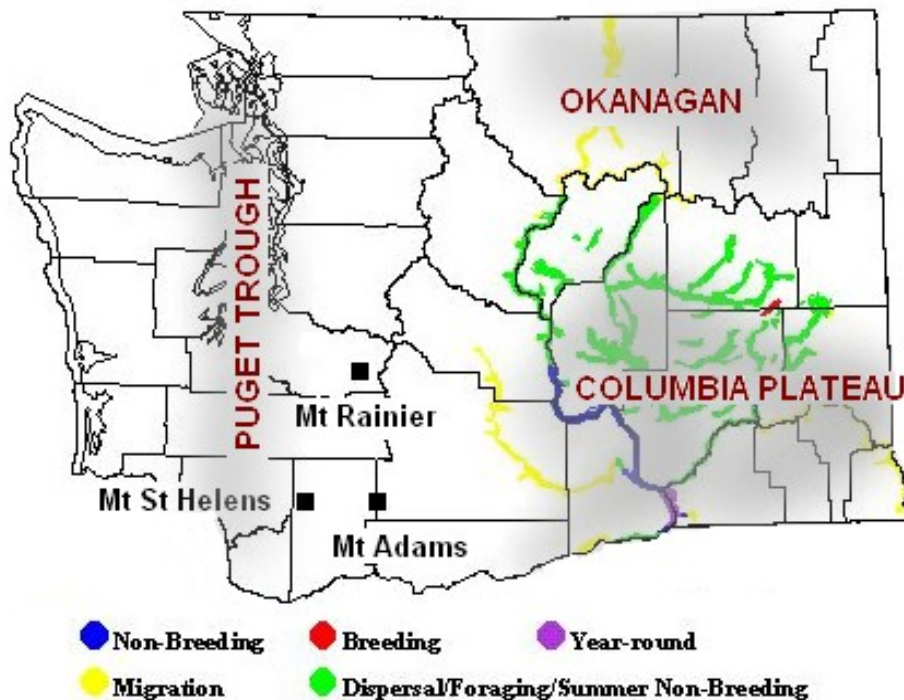 OKANAGAN
PUGET TROUGH
COLUMBIA PLATEAU
Mt Rainier
Mt St Helens
Mt Adams
Non-Breeding
Breeding
Year-round
Migration
Dispersal/Foraging/Summer Non-Breeding